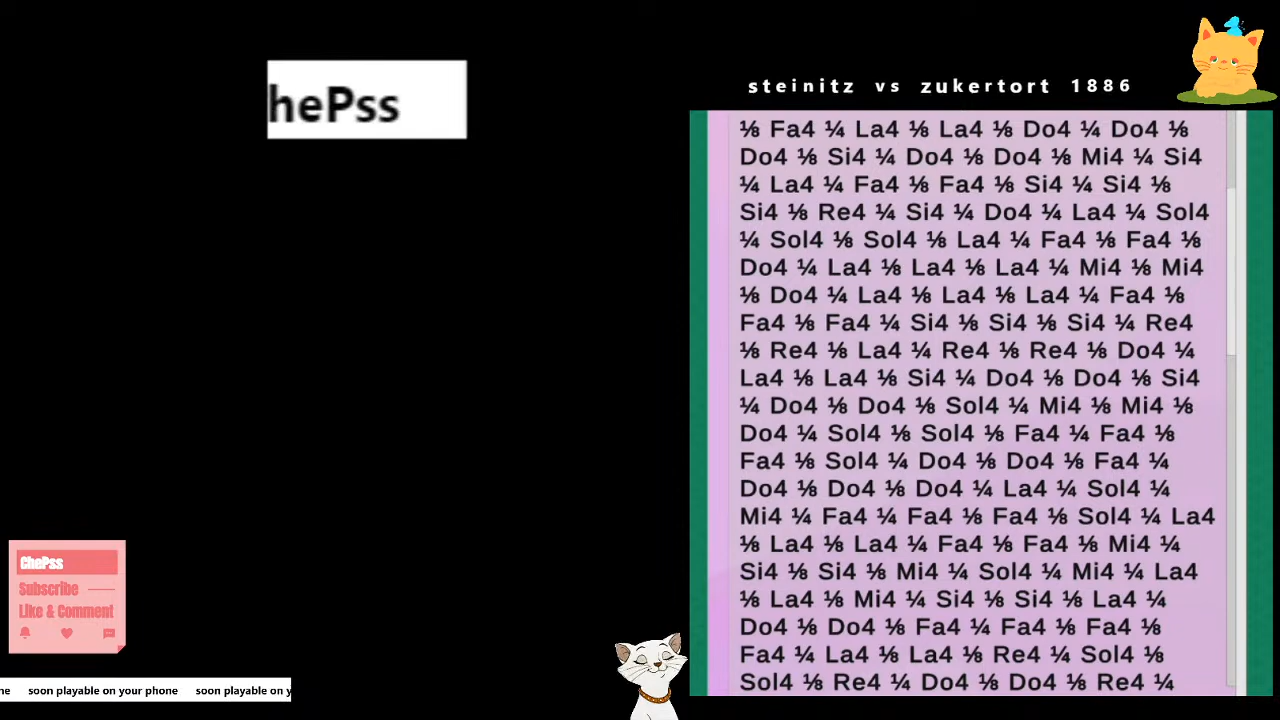 hePss
steinitz vs zukertort 1886
⅛ Fa4 ¼ La4 ⅛ La4 ⅛ Do4 ¼ Do4 ⅛
Do4 ⅛ Si4 ¼ Do4 ⅛ Do4 ⅛ Mi4 ¼ Si4
¼ La4 ¼ Fa4 ⅛ Fa4 ⅛ Si4 ¼ Si4 ⅛
Si4 ⅛ Re4 ¼ Si4 ¼ Do4 ¼ La4 ¼ Sol4
¼ Sol4 ⅛ Sol4 ⅛ La4 ¼ Fa4 ⅛ Fa4 ⅛
Do4 ¼ La4 ⅛ La4 ⅛ La4 ¼ Mi4 ⅛ Mi4
⅛ Do4 ¼ La4 ⅛ La4 ⅛ La4 ¼ Fa4 ⅛
Fa4 ⅛ Fa4 ¼ Si4 ⅛ Si4 ⅛ Si4 ¼ Re4
⅛ Re4 ⅛ La4 ¼ Re4 ⅛ Re4 ⅛ Do4 ¼
La4 ⅛ La4 ⅛ Si4 ¼ Do4 ⅛ Do4 ⅛ Si4
¼ Do4 ⅛ Do4 ⅛ Sol4 ¼ Mi4 ⅛ Mi4 ⅛
Do4 ¼ Sol4 ⅛ Sol4 ⅛ Fa4 ¼ Fa4 ⅛
Fa4 ⅛ Sol4 ¼ Do4 ⅛ Do4 ⅛ Fa4 ¼
Do4 ⅛ Do4 ⅛ Do4 ¼ La4 ¼ Sol4 ¼
Mi4 ¼ Fa4 ¼ Fa4 ⅛ Fa4 ⅛ Sol4 ¼ La4
⅛ La4 ⅛ La4 ¼ Fa4 ⅛ Fa4 ⅛ Mi4 ¼
Si4 ⅛ Si4 ⅛ Mi4 ¼ Sol4 ¼ Mi4 ¼ La4
⅛ La4 ⅛ Mi4 ¼ Si4 ⅛ Si4 ⅛ La4 ¼
Do4 ⅛ Do4 ⅛ Fa4 ¼ Fa4 ⅛ Fa4 ⅛
Fa4 ¼ La4 ⅛ La4 ⅛ Re4 ¼ Sol4 ⅛
Sol4 ⅛ Re4 ¼ Do4 ⅛ Do4 ⅛ Re4 ¼
ChePss
Subscribe
Like & Comment
ne soon playable on your phone soon playable on y